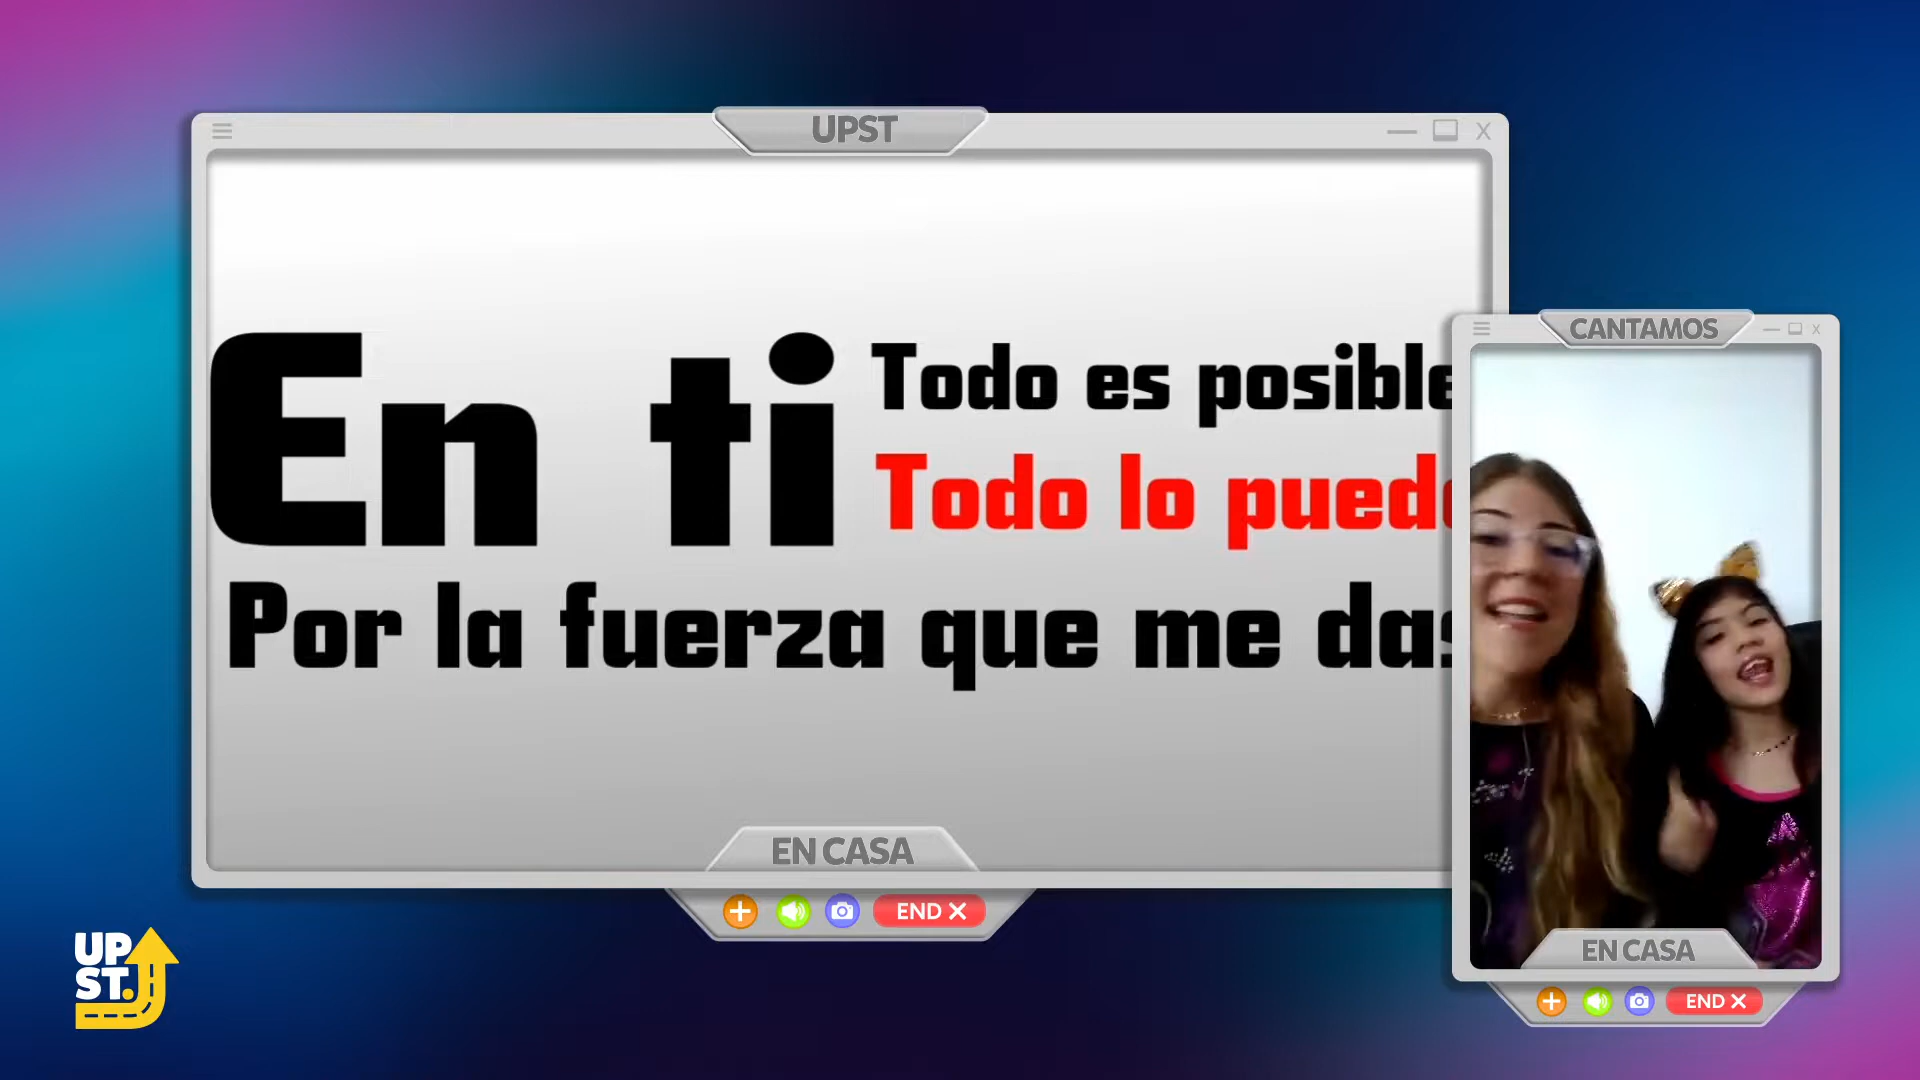 UPST
X
En ti
Todo es posible
Todo lo pued
Por la fuerza que me das
EN CASA
END X
CANTAMOS
X
EN CASA
END X
UP
ST.